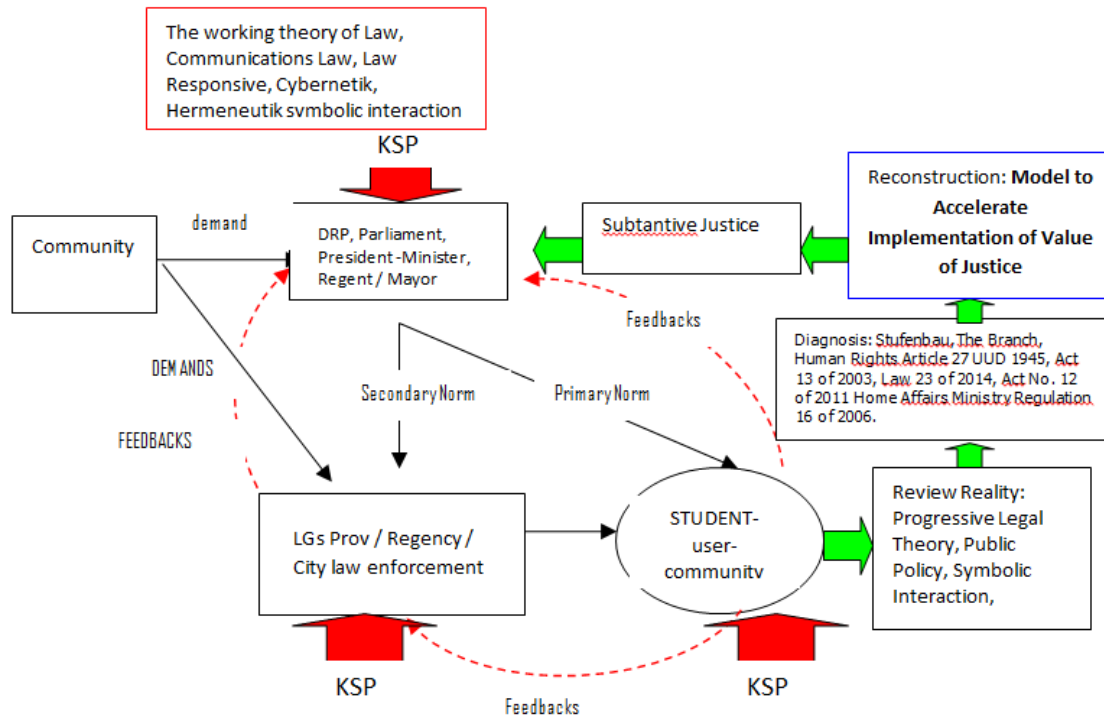 The working theory of Law,
Communications Law, Law
Responsive, Cybernetik,
Hermeneutik symbolic interaction
KSP
demand
Community
DRP, Parliament,
President -Minister,
Regent / Mayor
Subtantive Justice
Reconstruction: Model to
Accelerate
Implementation of Value
of Justice
Feedbacks
DEMANDS
Secondary Norm
Primary Norm
FEEDBACKS
Diagnosis: Stufenbau, The Branch,
Human Rights Article 27 UUD 1945, Act
13 of 2003, Law 23 of 2014, Act No. 12
of 2011 Home Affairs Ministry Regulation
16 of 2006.
LGs Prov / Regency /
City law enforcement
STUDENT-
user-
community
Review Reality:
Progressive Legal
Theory, Public
Policy, Symbolic
Interaction,
KSP
KSP
Feedbacks